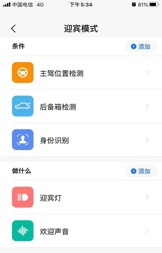 中国电信 4G 下午5:34 81%
迎宾模式
条件 添加
主驾位置检测
后备箱检测
身份识别
做什么 添加
迎宾灯
欢迎声音